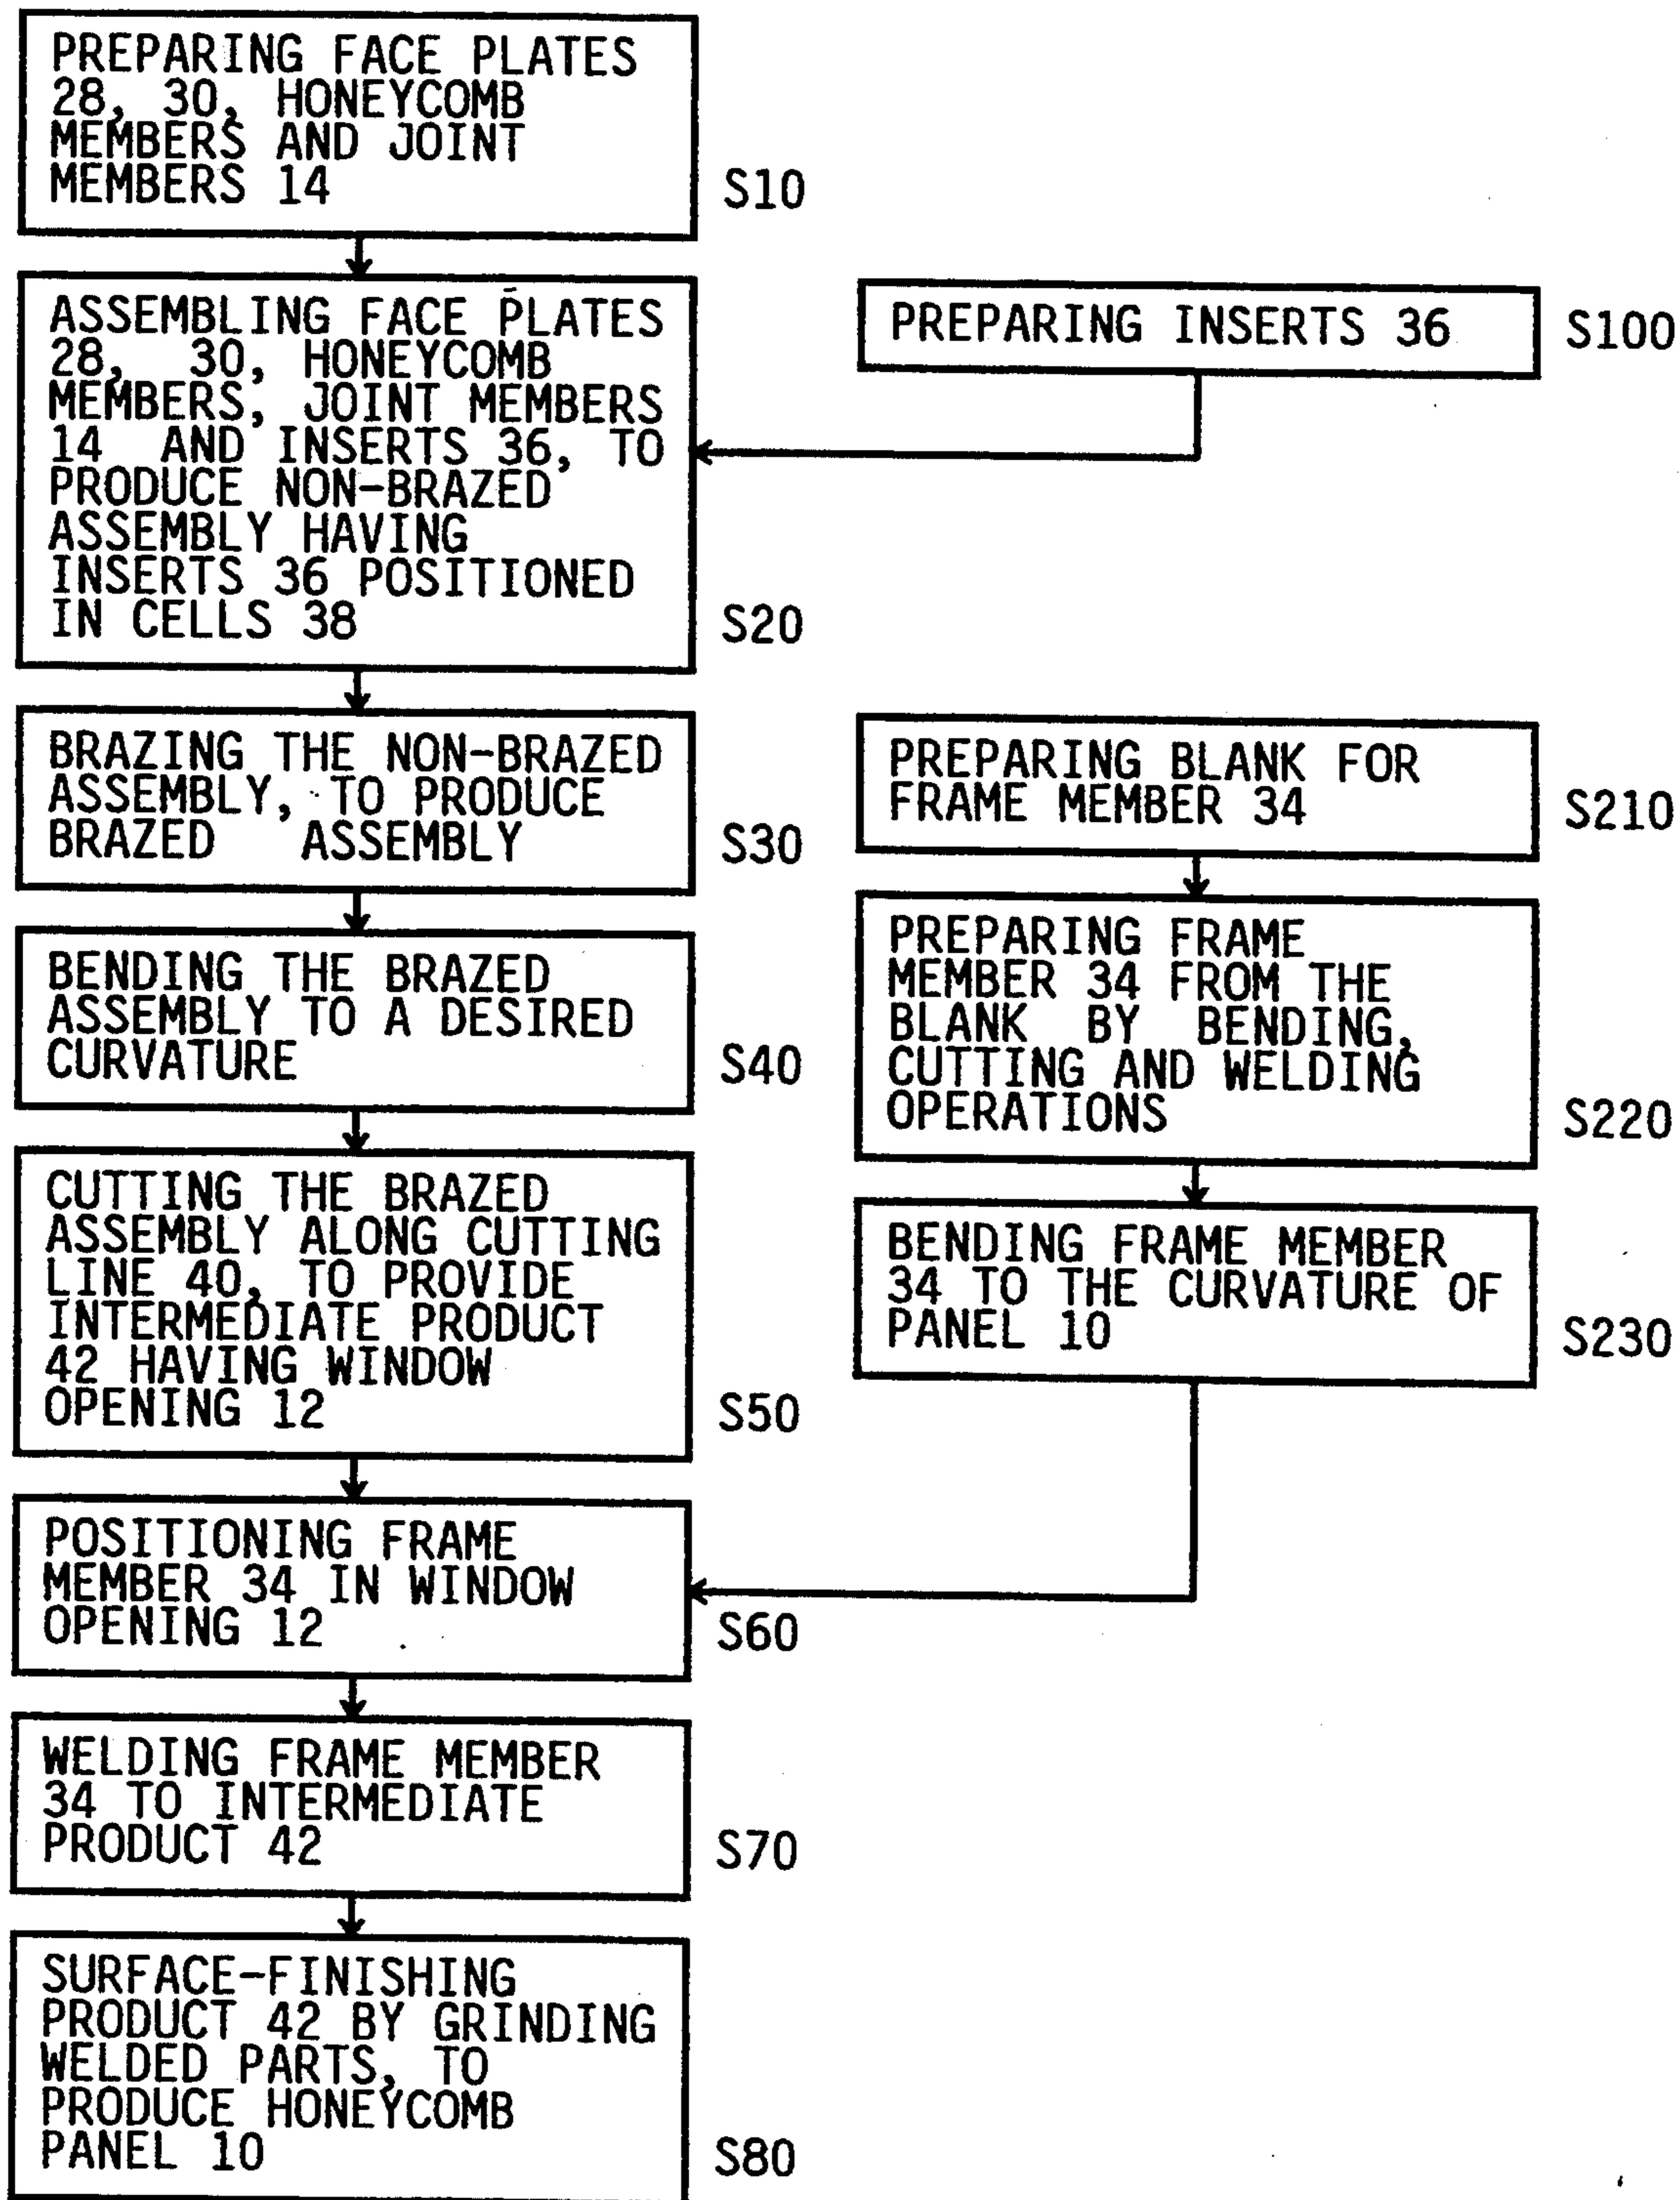 PREPARING FACE PLATES
28, 30, HONEYCOMB
MEMBERS AND JOINT
MEMBERS 14
S10
ASSEMBLING FACE PLATES
28, 30, HONEYCOMB
MEMBERS, JOINT MEMBERS
14 AND INSERTS 36, TO
PRODUCE NON-BRAZED
ASSEMBLY HAVING
INSERTS 36 POSITIONED
IN CELLS 38
S20
PREPARING INSERTS 36
S100
BRAZING THE NON-BRAZED
ASSEMBLY, TO PRODUCE
BRAZED ASSEMBLY
S30
BENDING THE BRAZED
ASSEMBLY TO A DESIRED
CURVATURE
S40
CUTTING THE BRAZED
ASSEMBLY ALONG CUTTING
LINE 40, TO PROVIDE
INTERMEDIATE PRODUCT
42 HAVING WINDOW
OPENING 12
S50
PREPARING BLANK FOR
FRAME MEMBER 34
S210
PREPARING FRAME
MEMBER 34 FROM THE
BLANK BY BENDING,
CUTTING AND WELDING
OPERATIONS
S220
BENDING FRAME MEMBER
34 TO THE CURVATURE OF
PANEL 10
S230
POSITIONING FRAME
MEMBER 34 IN WINDOW
OPENING 12
S60
WELDING FRAME MEMBER
34 TO INTERMEDIATE
PRODUCT 42
S70
SURFACE-FINISHING
PRODUCT 42 BY GRINDING
WELDED PARTS, TO
PRODUCE HONEYCOMB
PANEL 10
S80